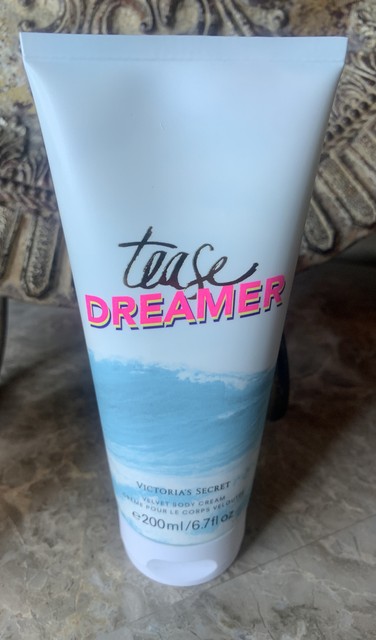 tease
DREAMER
VICTORIA'S SECRET
VELVET BODY CREAM
CRÈME POUR LE CORPS VELOUTÉE
℮200ml/6.7fl oz